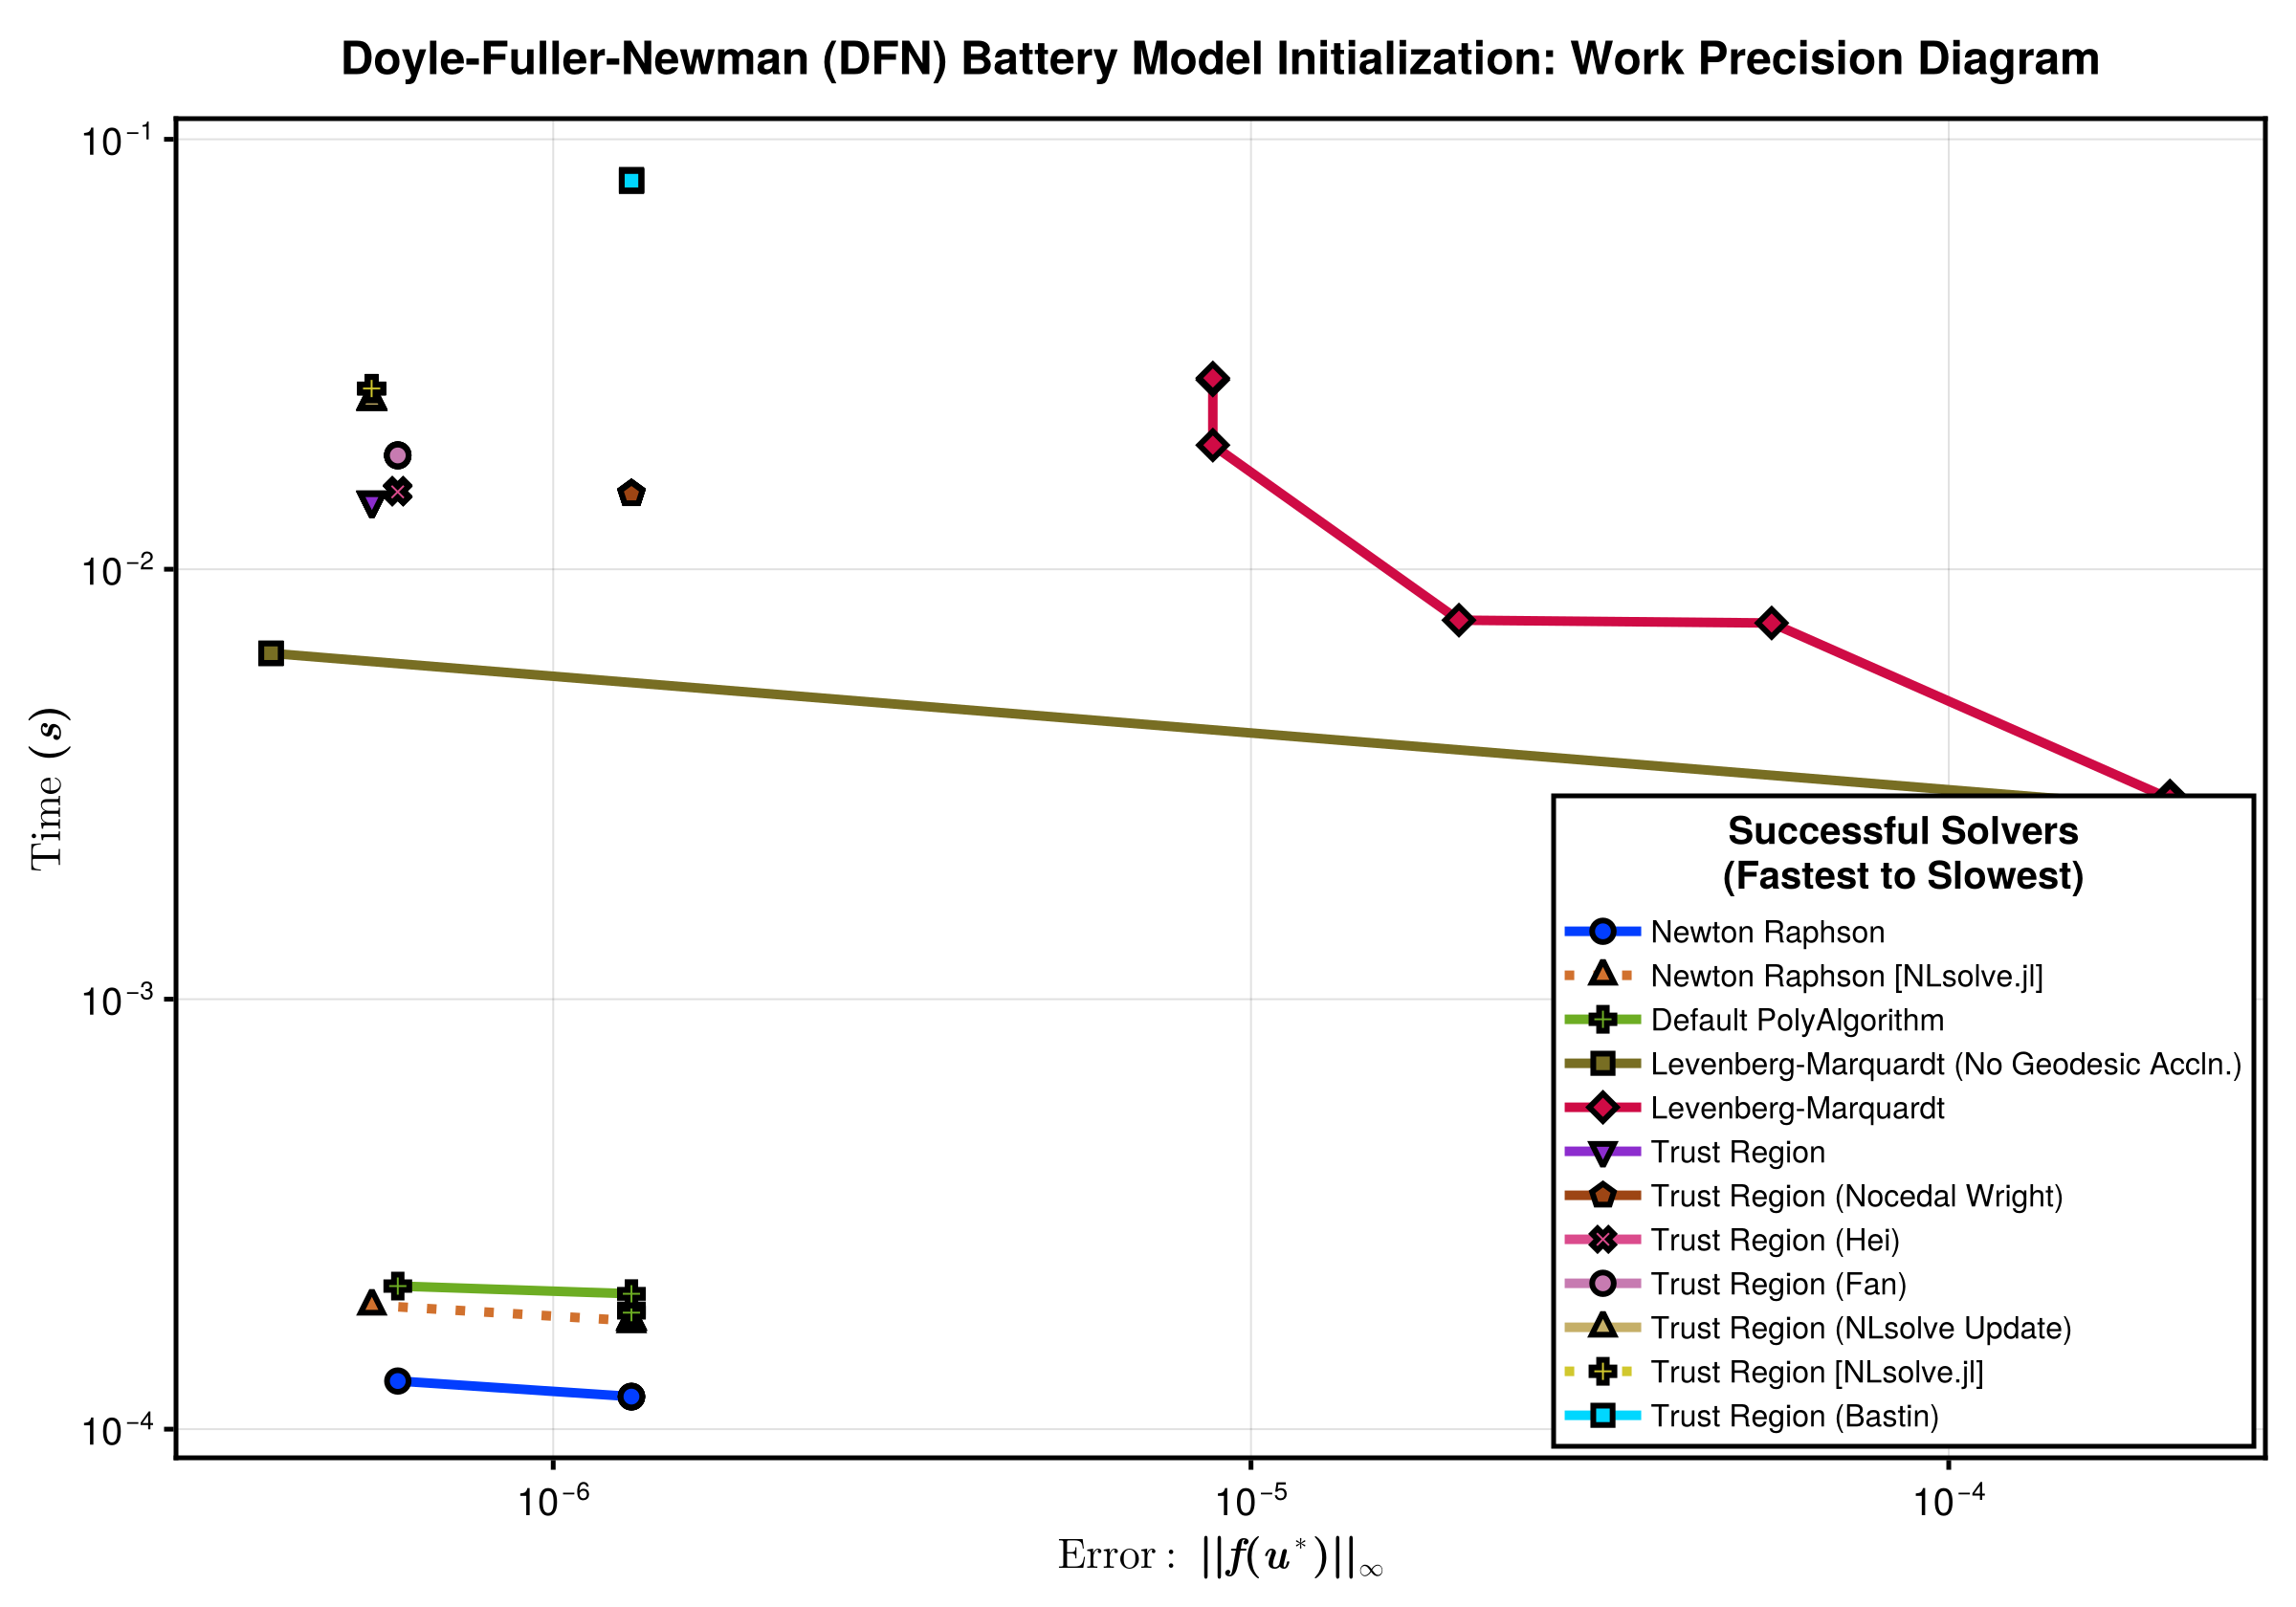 Doyle-Fuller-Newman (DFN) Battery Model Initialization: Work Precision Diagram
10⁻¹
10⁻²
10⁻³
10⁻⁴
Time (s)
Successful Solvers
(Fastest to Slowest)
Newton Raphson
Newton Raphson [NLsolve.jl]
Default PolyAlgorithm
Levenberg-Marquardt (No Geodesic Accln.)
Levenberg-Marquardt
Trust Region
Trust Region (Nocedal Wright)
Trust Region (Hei)
Trust Region (Fan)
Trust Region (NLsolve Update)
Trust Region [NLsolve.jl]
Trust Region (Bastin)
10⁻⁶ 10⁻⁵ 10⁻⁴
Error: ||f(u*)||∞